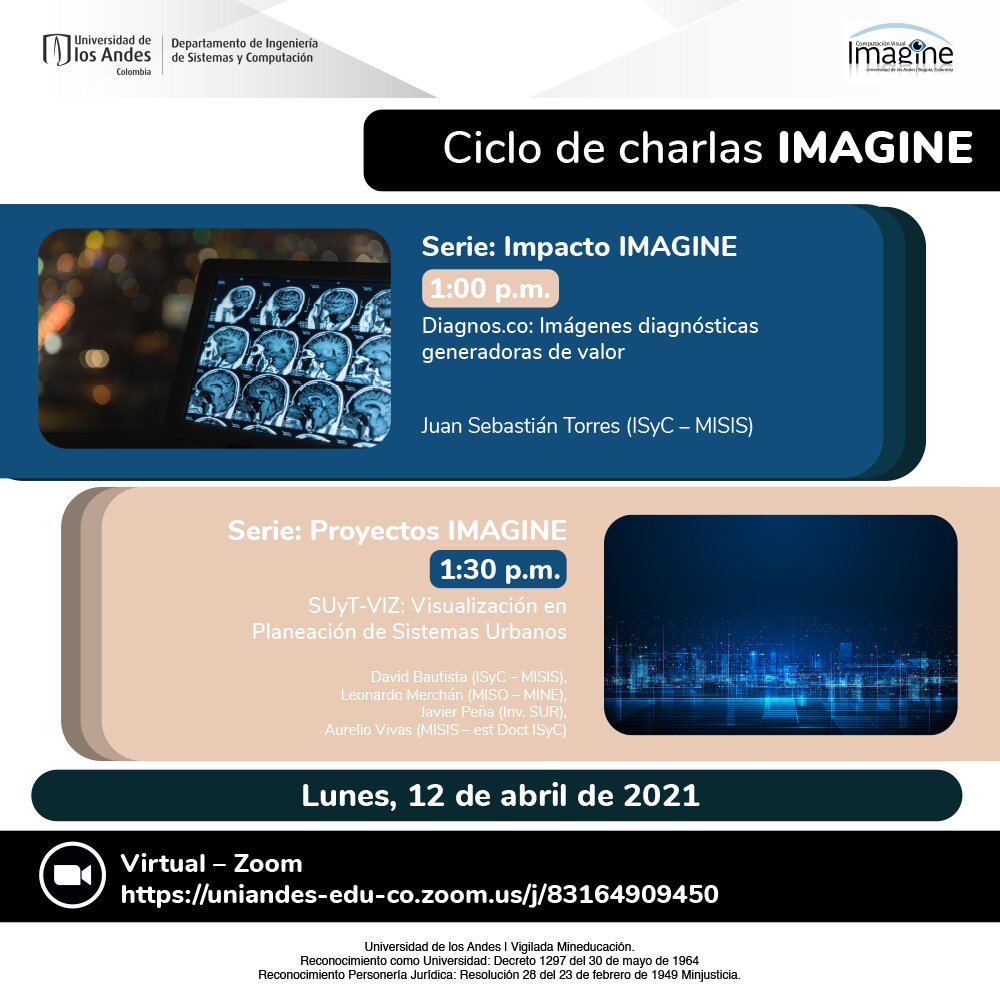 Universidad de
los Andes
Colombia
Departamento de Ingeniería
de Sistemas y Computación
Computación Visual
Imagine
Universidad de los Andes | Bogotá, Colombia
Ciclo de charlas IMAGINE
Serie: Impacto IMAGINE
1:00 p.m.
Diagnos.co: Imágenes diagnósticas
generadoras de valor
Juan Sebastián Torres (ISyC – MISIS)
Serie: Proyectos IMAGINE
1:30 p.m.
SUyT-VIZ: Visualización en
Planeación de Sistemas Urbanos
David Bautista (ISyC – MISIS),
Leonardo Merchán (MISO – MINE),
Javier Peña (Inv. SUR),
Aurelio Vivas (MISIS – est Doct ISyC)
Lunes, 12 de abril de 2021
Virtual – Zoom
https://uniandes-edu-co.zoom.us/j/83164909450
Universidad de los Andes | Vigilada Mineducación.
Reconocimiento como Universidad: Decreto 1297 del 30 de mayo de 1964
Reconocimiento Personería Jurídica: Resolución 28 del 23 de febrero de 1949 Minjusticia.